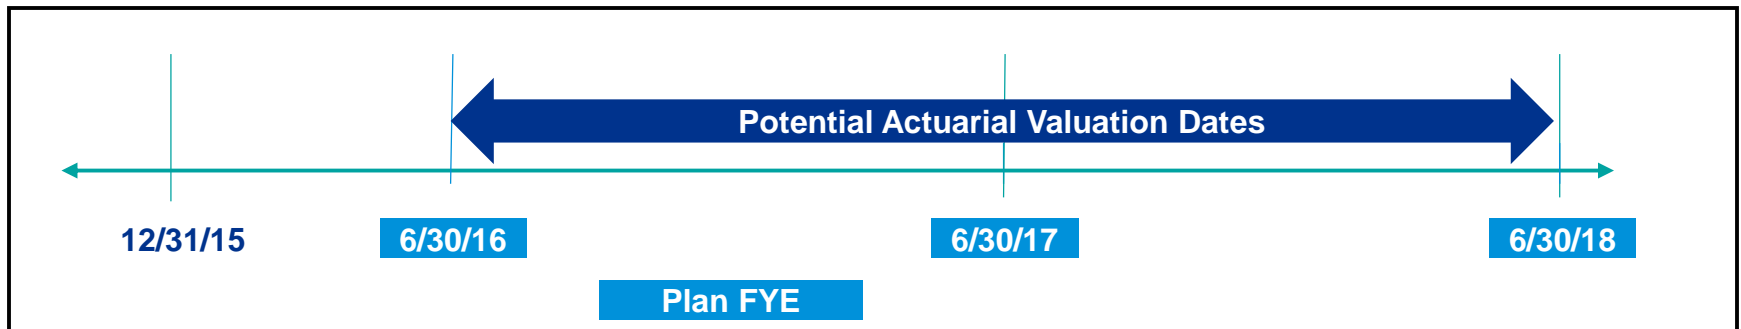 Potential Actuarial Valuation Dates
12/31/15 6/30/16 6/30/17 6/30/18
Plan FYE